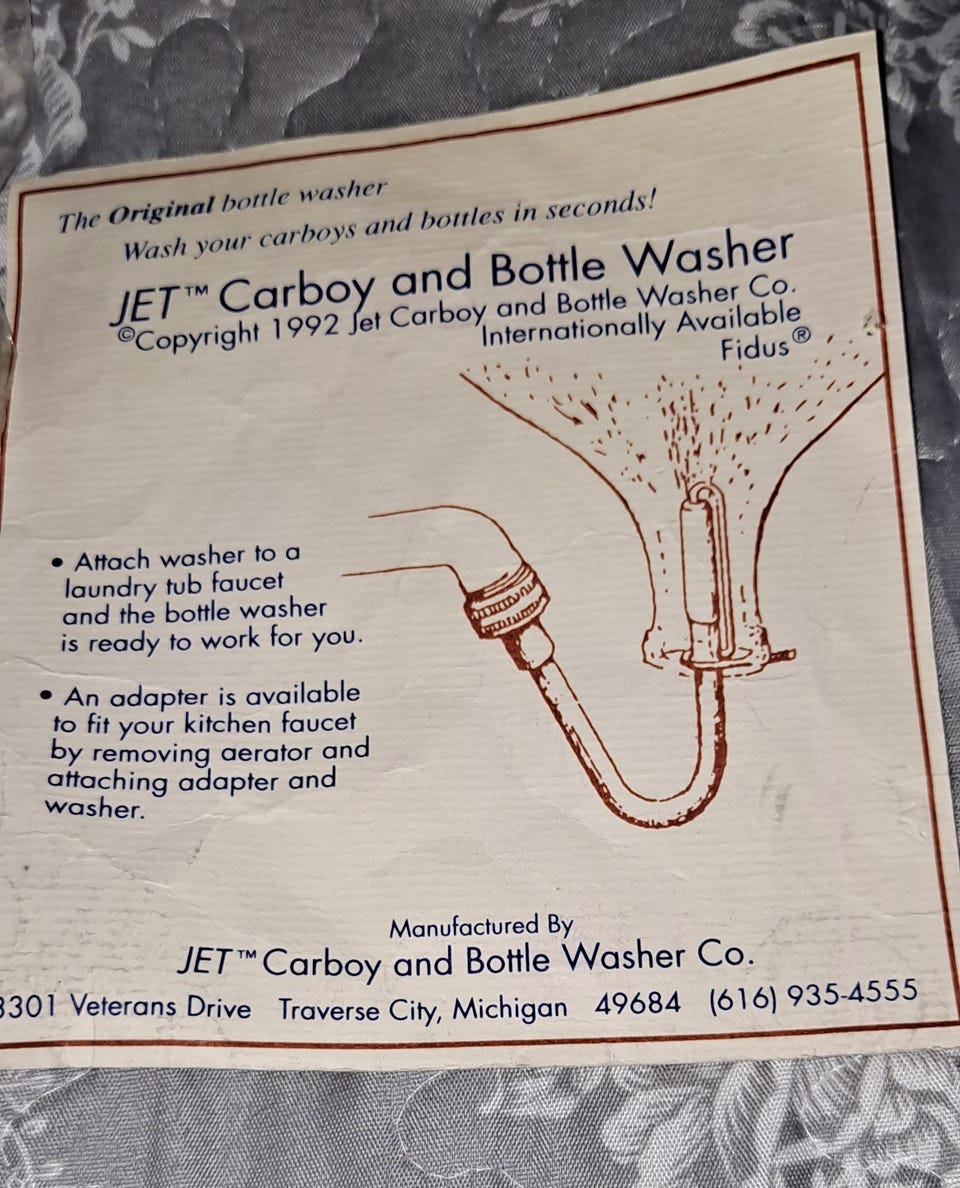 The Original bottle washer
Wash your carboys and bottles in seconds!
JET™ Carboy and Bottle Washer
©Copyright 1992 Jet Carboy and Bottle Washer Co.
Internationally Available
Fidus®
• Attach washer to a
laundry tub faucet
and the bottle washer
is ready to work for you.
• An adapter is available
to fit your kitchen faucet
by removing aerator and
attaching adapter and
washer.
Manufactured By
JET™ Carboy and Bottle Washer Co.
3301 Veterans Drive Traverse City, Michigan 49684 (616) 935-4555